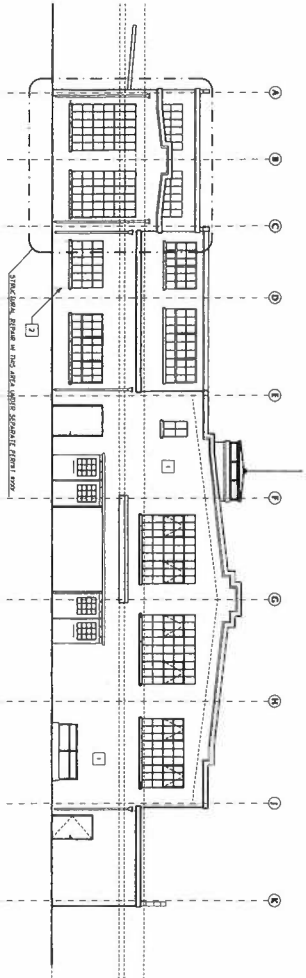 A
B
C
D
E
F
G
H
J
K
STRUCTURAL REPAIR IN THIS AREA UNDER SEPARATE PERMIT
2
1
1